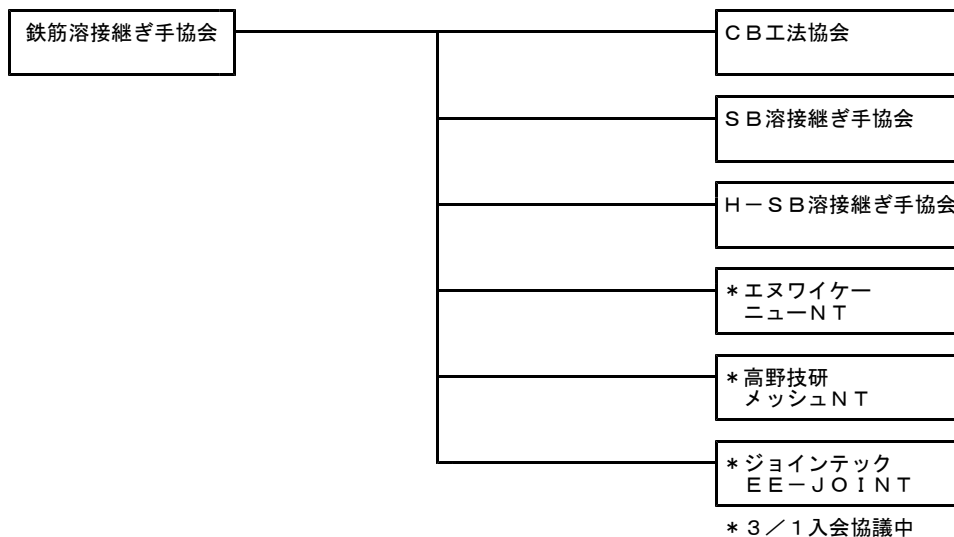 鉄筋溶接継ぎ手協会
ＣＢ工法協会
ＳＢ溶接継ぎ手協会
Ｈ－ＳＢ溶接継ぎ手協会
＊エヌワイケー
ニューＮＴ
＊高野技研
メッシュＮＴ
＊ジョインテック
ＥＥ－ＪＯＩＮＴ
＊３／１入会協議中